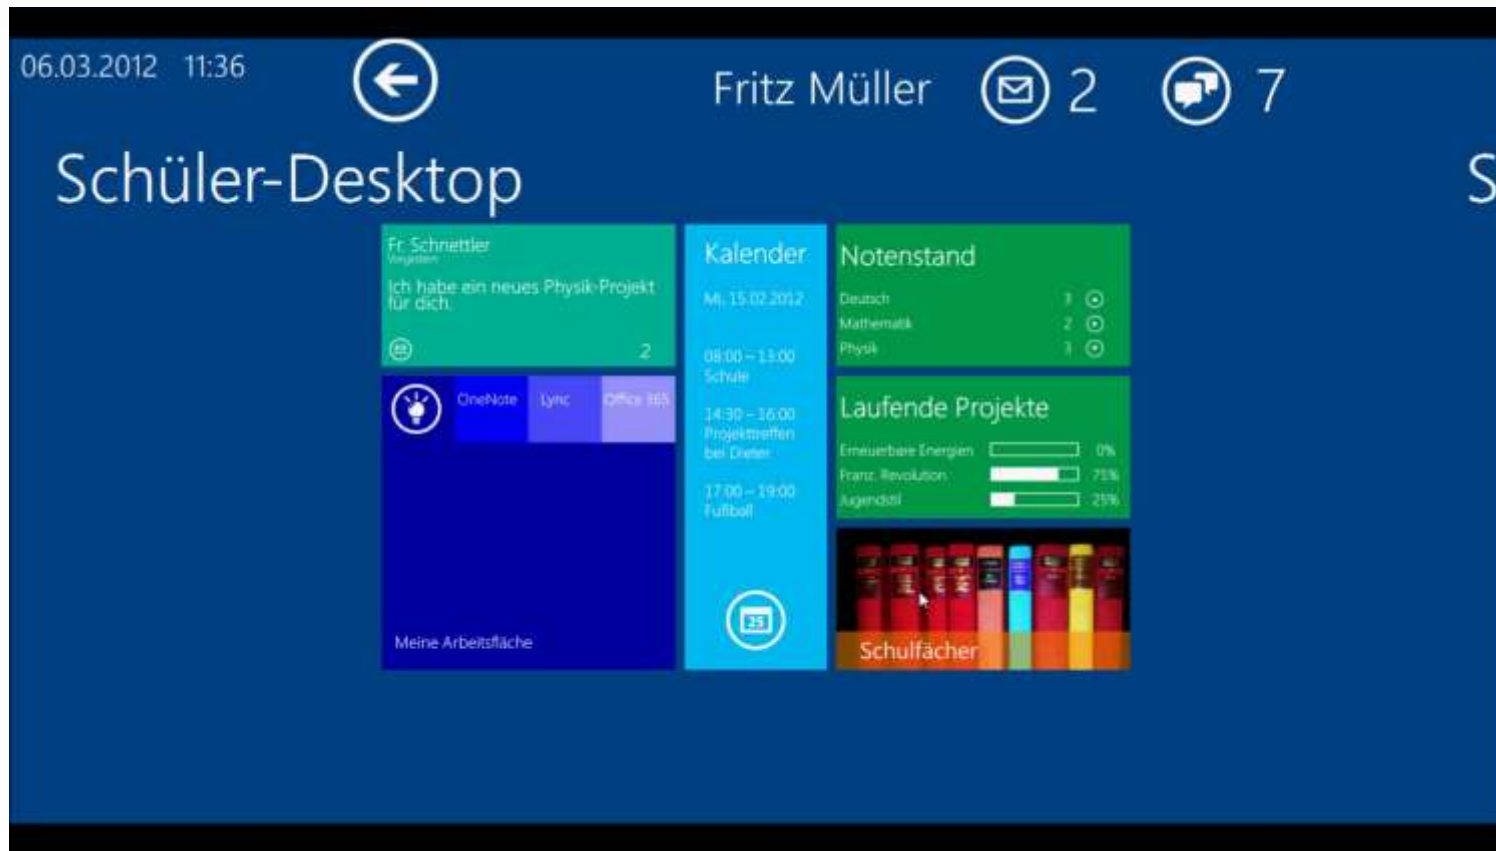 06.03.2012 11:36
Fritz Müller 2 7
Schüler-Desktop
S
Fr. Schnettler
Vorgestern
Ich habe ein neues Physik-Projekt
für dich.
2
OneNote Lync Office 365
Meine Arbeitsfläche
Kalender
Mi, 15.02.2012
08:00 – 13:00
Schule
14:30 – 16:00
Projekttreffen
bei Dieter
17:00 – 19:00
Fußball
25
Notenstand
Deutsch 3
Mathematik 2
Physik 3
Laufende Projekte
Erneuerbare Energien 0%
Franz. Revolution 75%
Jugendstil 25%
Schulfächer